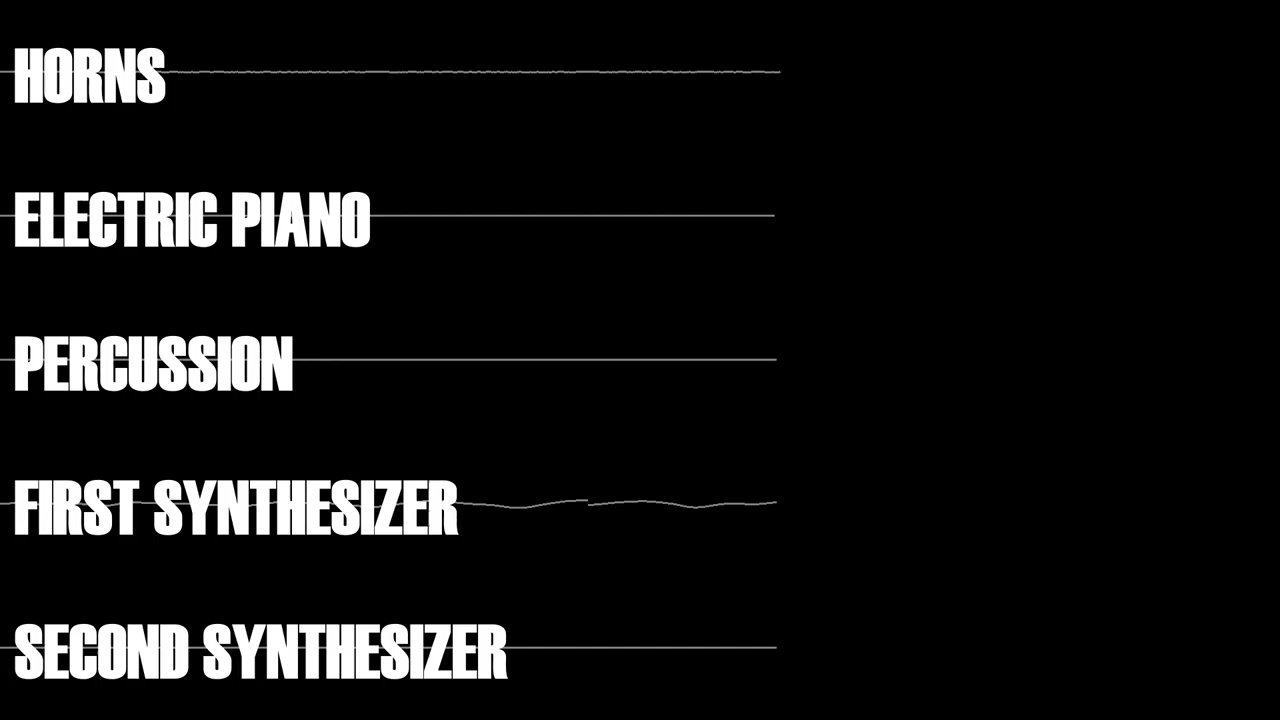 HORNS
ELECTRIC PIANO
PERCUSSION
FIRST SYNTHESIZER
SECOND SYNTHESIZER